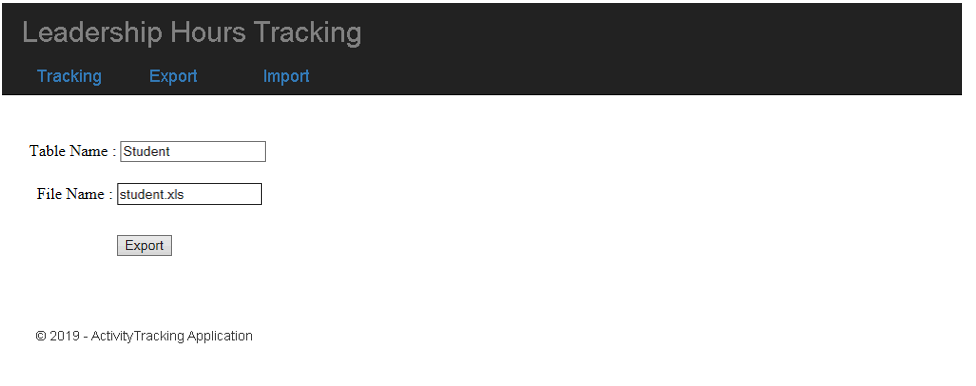 Leadership Hours Tracking
Tracking Export Import
Table Name : Student
File Name : student.xls
Export
© 2019 - ActivityTracking Application